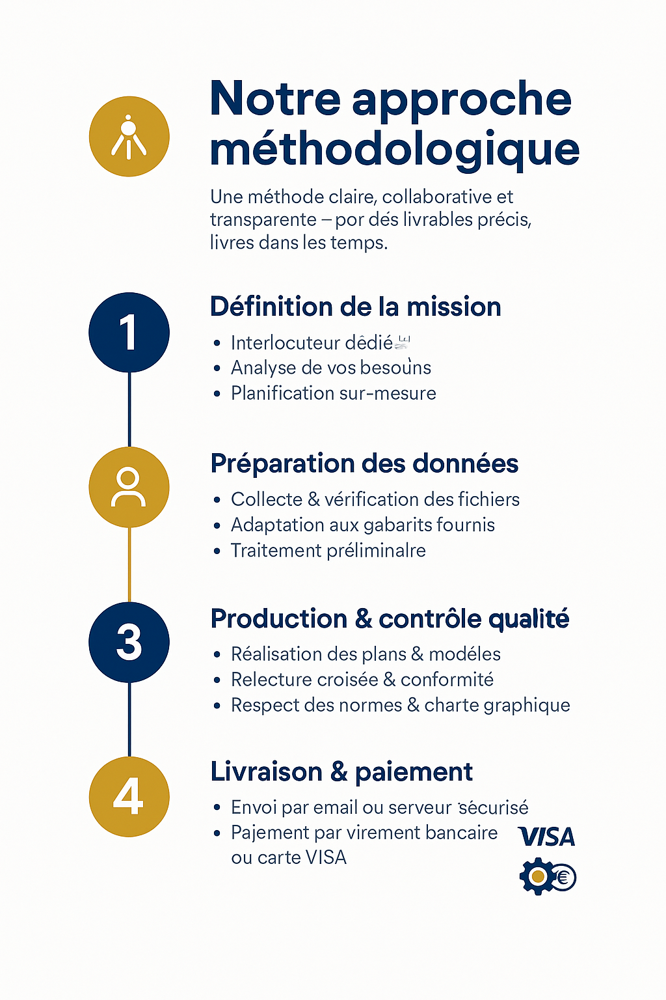 Notre approche
méthodologique
Une méthode claire, collaborative et
transparente – por dés livrables précis,
livres dans les temps.
1
Définition de la mission
• Interlocuteur dêdié
• Analyse de vos besoùns
• Planification sur-mesure
Préparation des données
• Collecte & vérification des fichiers
• Adaptation aux gabarits fournis
• Traitement préliminalre
3
Production & contrôle qualité
• Réalisation des plans & modéles
• Relecture croisée & conformité
• Respect des normes & charte graphique
4
Livraison & paiement
• Envoi par email ou serveur sécurisé
• Pajement par virement bancaire
ou carte VISA
VISA
€